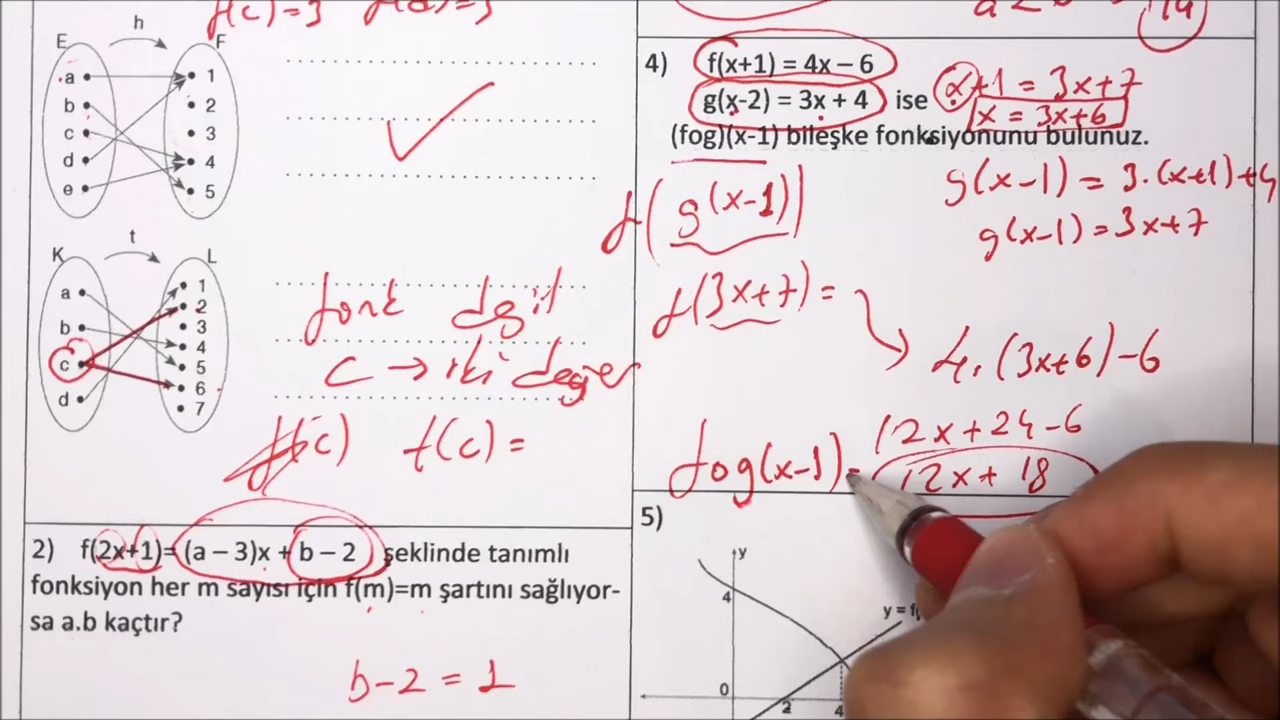 f(c)=3
h
E F
a 1
b 2
c 3
d 4
e 5
t
K L
a 1
b 2
c 3
d 4
5
6
7
fonk değil
c → iki değer
f(c) f(c) =
2) f(2x+1)= (a – 3)x + b – 2 şeklinde tanımlı
fonksiyon her m sayısı için f(m)=m şartını sağlıyor-
sa a.b kaçtır?
b-2 = 1
14
4) f(x+1) = 4x – 6
g(x-2) = 3x + 4 ise
(fog)(x-1) bileşke fonksiyonunu bulunuz.
x+1 = 3x+7
x = 3x+6
g(x-1) = 3.(x+1)+4
g(x-1) = 3x+7
f(g(x-1))
f(3x+7) =
4.(3x+6)-6
12x+24-6
fog(x-1)= 12x+18
5)
y
4
y = f
0 2 4